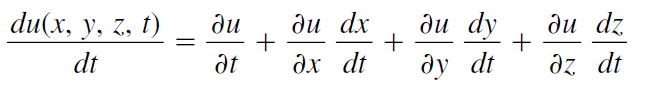 du(x, y, z, t)/dt = ∂u/∂t + ∂u/∂x dx/dt + ∂u/∂y dy/dt + ∂u/∂z dz/dt